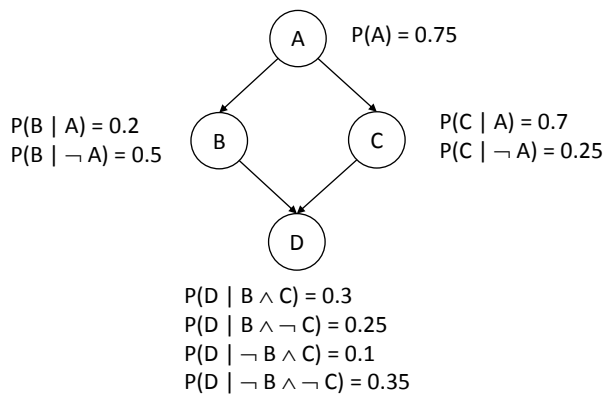 A
P(A) = 0.75
P(B | A) = 0.2
P(B | ¬ A) = 0.5
B
C
P(C | A) = 0.7
P(C | ¬ A) = 0.25
D
P(D | B ∧ C) = 0.3
P(D | B ∧ ¬ C) = 0.25
P(D | ¬ B ∧ C) = 0.1
P(D | ¬ B ∧ ¬ C) = 0.35